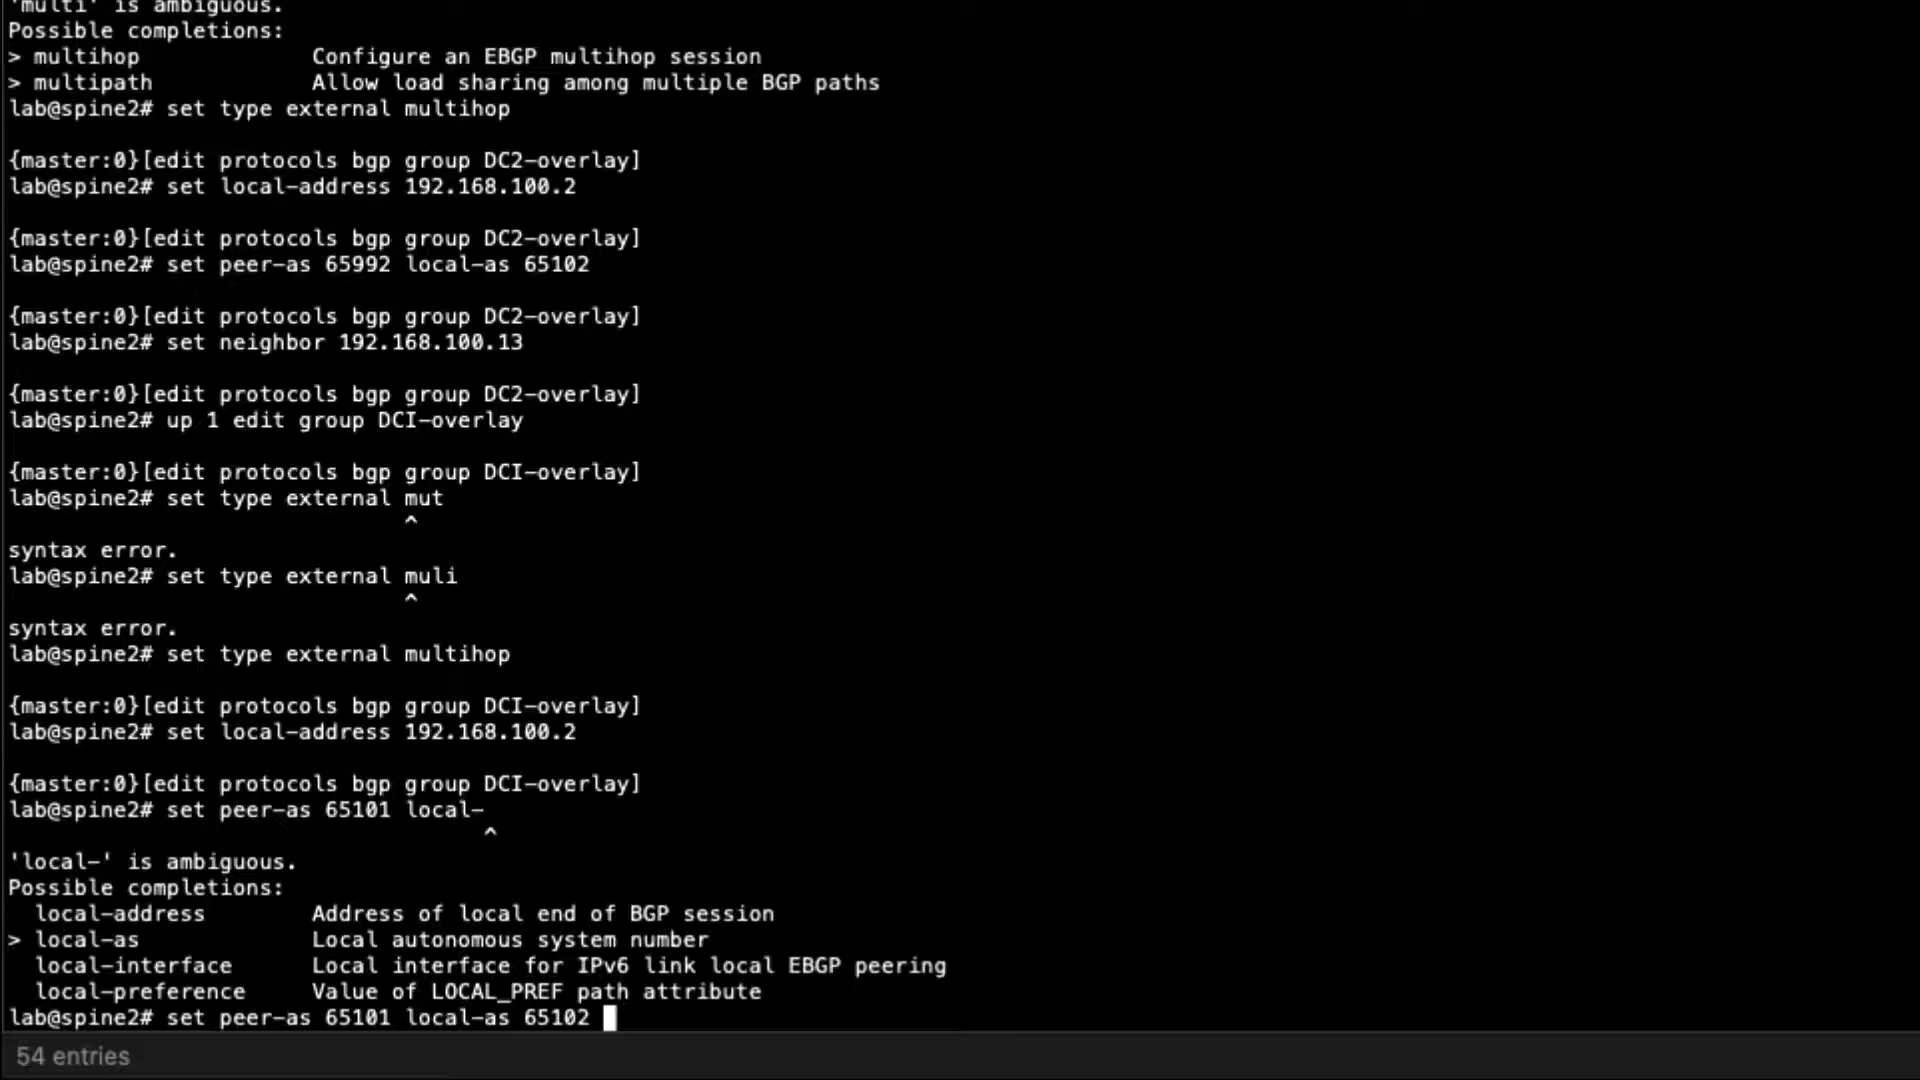 'multi' is ambiguous.
Possible completions:
> multihop             Configure an EBGP multihop session
> multipath            Allow load sharing among multiple BGP paths
lab@spine2# set type external multihop

{master:0}[edit protocols bgp group DC2-overlay]
lab@spine2# set local-address 192.168.100.2

{master:0}[edit protocols bgp group DC2-overlay]
lab@spine2# set peer-as 65992 local-as 65102

{master:0}[edit protocols bgp group DC2-overlay]
lab@spine2# set neighbor 192.168.100.13

{master:0}[edit protocols bgp group DC2-overlay]
lab@spine2# up 1 edit group DCI-overlay

{master:0}[edit protocols bgp group DCI-overlay]
lab@spine2# set type external mut
                              ^
syntax error.
lab@spine2# set type external muli
                              ^
syntax error.
lab@spine2# set type external multihop

{master:0}[edit protocols bgp group DCI-overlay]
lab@spine2# set local-address 192.168.100.2

{master:0}[edit protocols bgp group DCI-overlay]
lab@spine2# set peer-as 65101 local-
                                    ^
'local-' is ambiguous.
Possible completions:
  local-address        Address of local end of BGP session
> local-as             Local autonomous system number
  local-interface      Local interface for IPv6 link local EBGP peering
  local-preference     Value of LOCAL_PREF path attribute
lab@spine2# set peer-as 65101 local-as 65102
54 entries